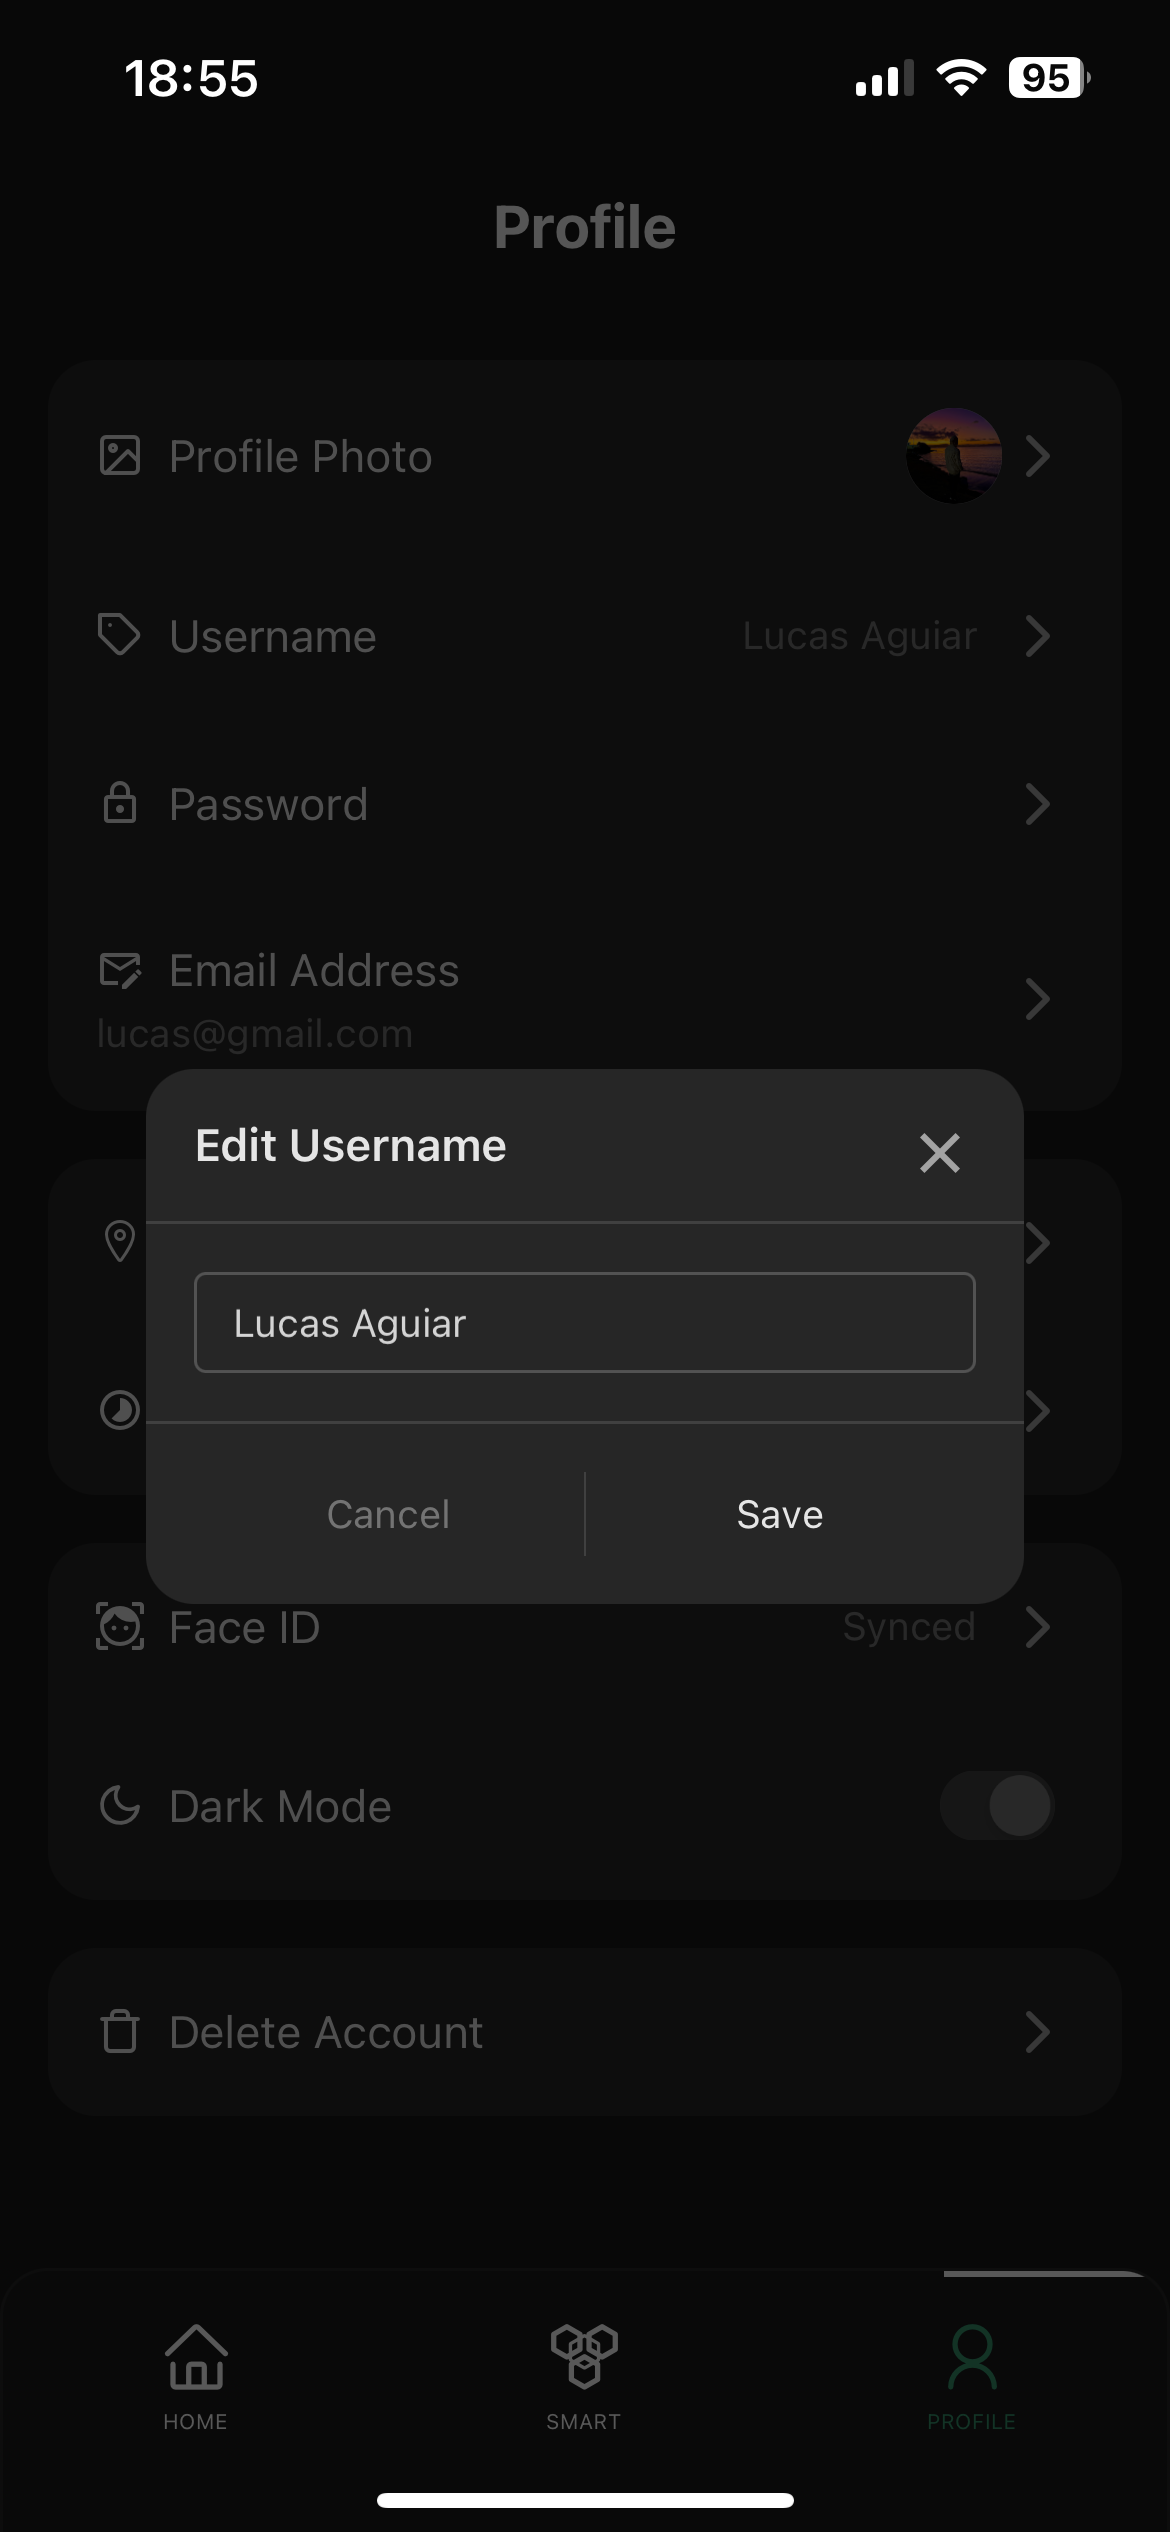 18:55
95
Profile
Profile Photo
Username Lucas Aguiar
Password
Email Address
lucas@gmail.com
Edit Username
Lucas Aguiar
Cancel Save
Face ID Synced
Dark Mode
Delete Account
HOME SMART PROFILE